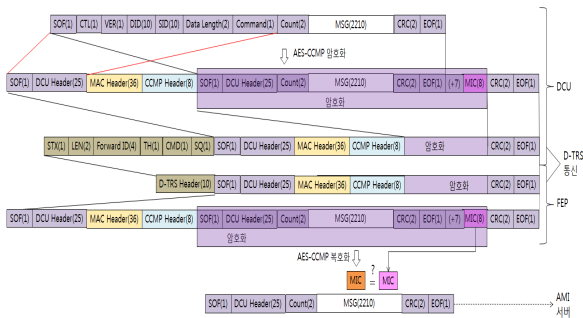 SOF(1) CTL(1) VER(1) DID(10) SID(10) Data Length(2) Command(1) Count(2) MSG(2210) CRC(2) EOF(1)
AES-CCMP 암호화
SOF(1) DCU Header(25) MAC Header(36) CCMP Header(8) SOF(1) DCU Header(25) Count(2) MSG(2210) CRC(2) EOF(1) (+7) MIC(8) CRC(2) EOF(1)
암호화
DCU
STX(1) LEN(2) Forward ID(4) TH(1) CMD(1) SQ(1) SOF(1) DCU Header(25) MAC Header(36) CCMP Header(8) 암호화 CRC(2) EOF(1)
D-TRS
통신
D-TRS Header(10) SOF(1) DCU Header(25) MAC Header(36) CCMP Header(8) 암호화 CRC(2) EOF(1)
FEP
SOF(1) DCU Header(25) MAC Header(36) CCMP Header(8) SOF(1) DCU Header(25) Count(2) MSG(2210) CRC(2) EOF(1) (+7) MIC(8) CRC(2) EOF(1)
암호화
AES-CCMP 복호화
?
MIC = MIC
SOF(1) DCU Header(25) Count(2) MSG(2210) CRC(2) EOF(1)
AMI
서버